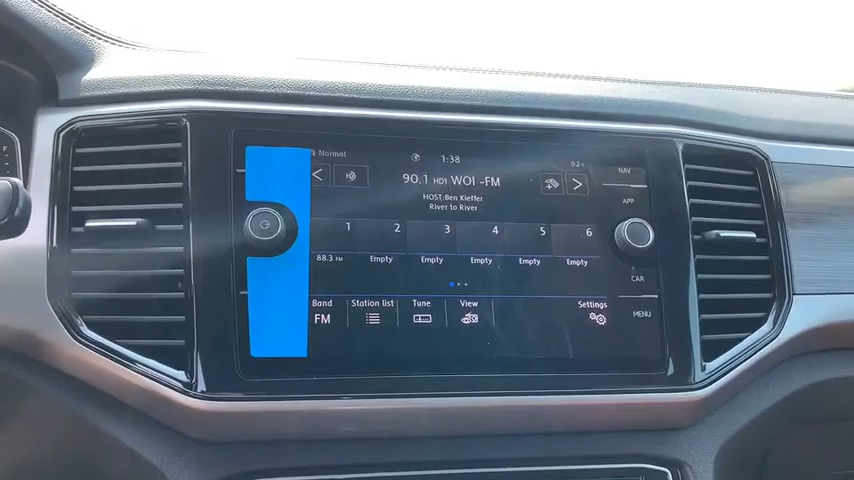 Normal
1:38
92°F
NAV
90.1 HD1 WOI -FM
HOST:Ben Kieffer
River to River
APP
1 2 3 4 5 6
88.3 FM Empty Empty Empty Empty Empty
CAR
Band Station list Tune View Settings
FM
MENU